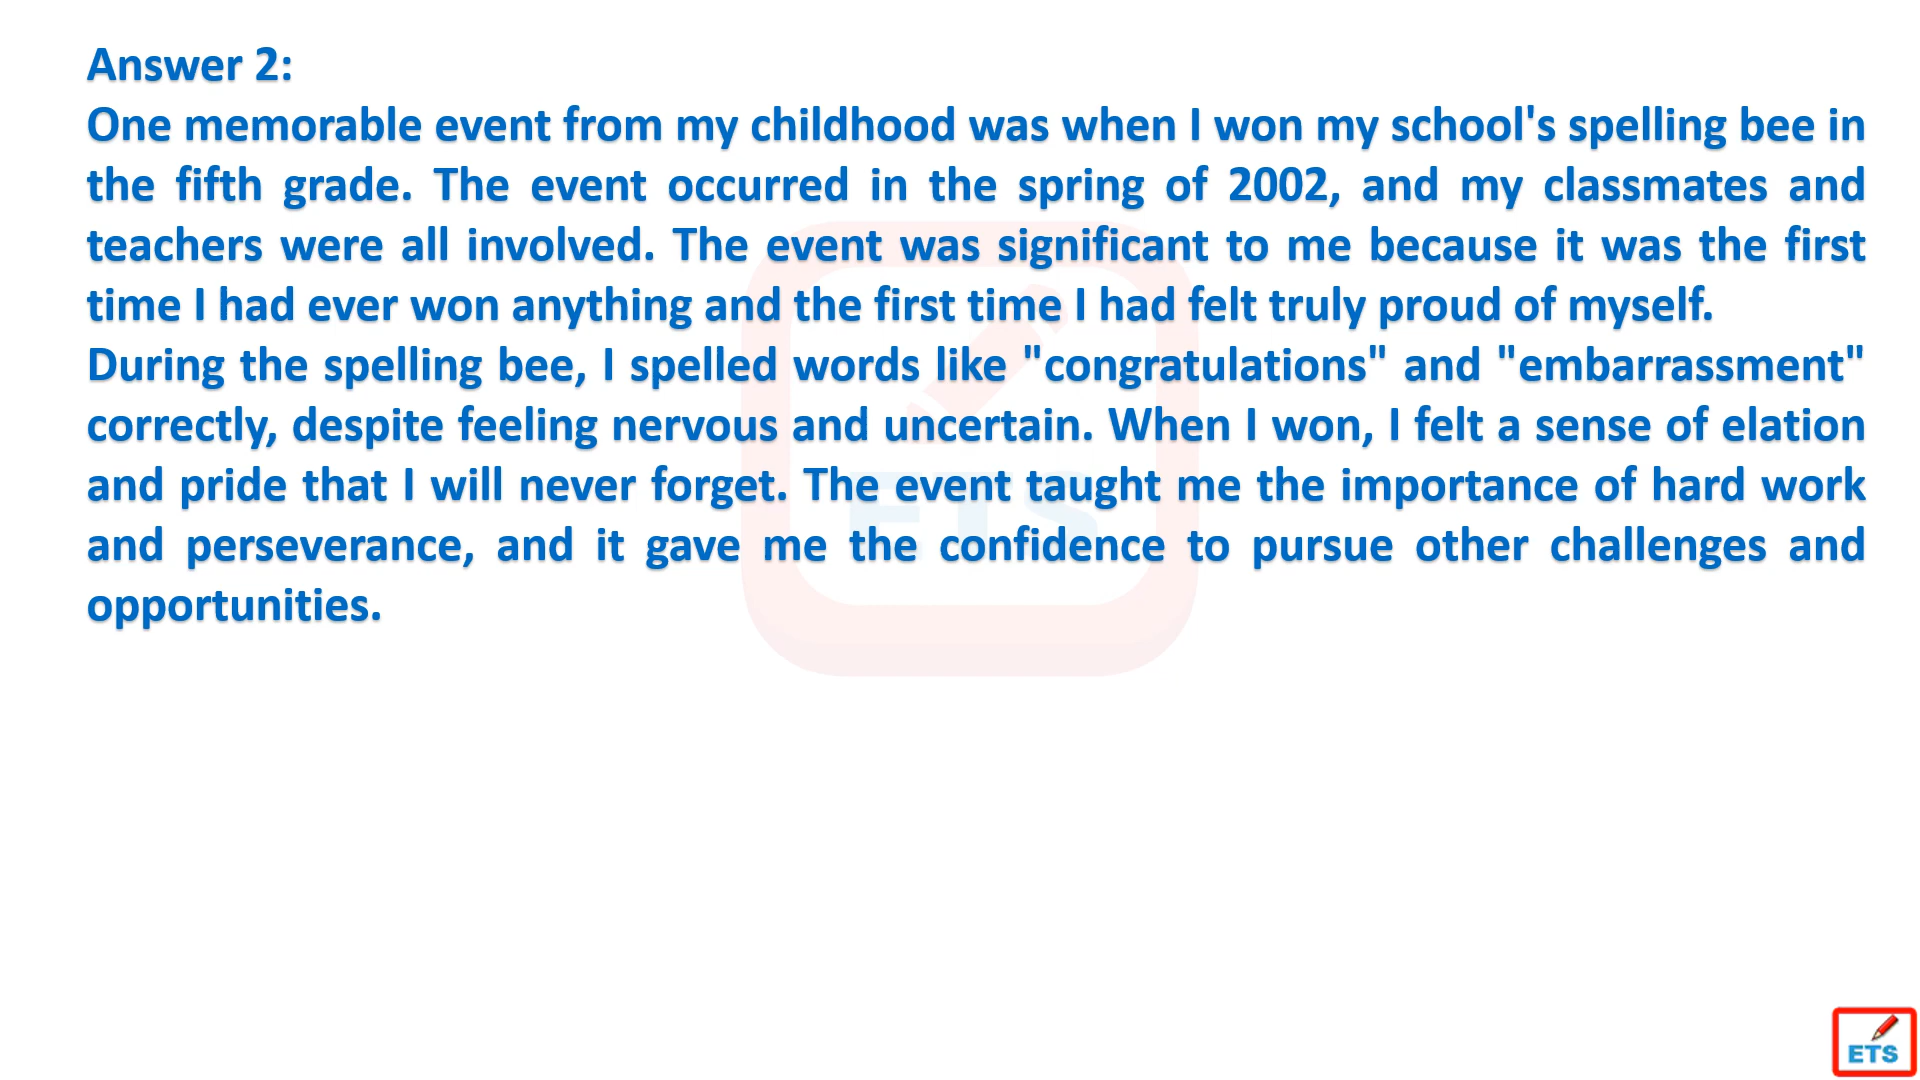 Answer 2:
One memorable event from my childhood was when I won my school's spelling bee in
the fifth grade. The event occurred in the spring of 2002, and my classmates and
teachers were all involved. The event was significant to me because it was the first
time I had ever won anything and the first time I had felt truly proud of myself.
During the spelling bee, I spelled words like "congratulations" and "embarrassment"
correctly, despite feeling nervous and uncertain. When I won, I felt a sense of elation
and pride that I will never forget. The event taught me the importance of hard work
and perseverance, and it gave me the confidence to pursue other challenges and
opportunities.
ETS
ETS